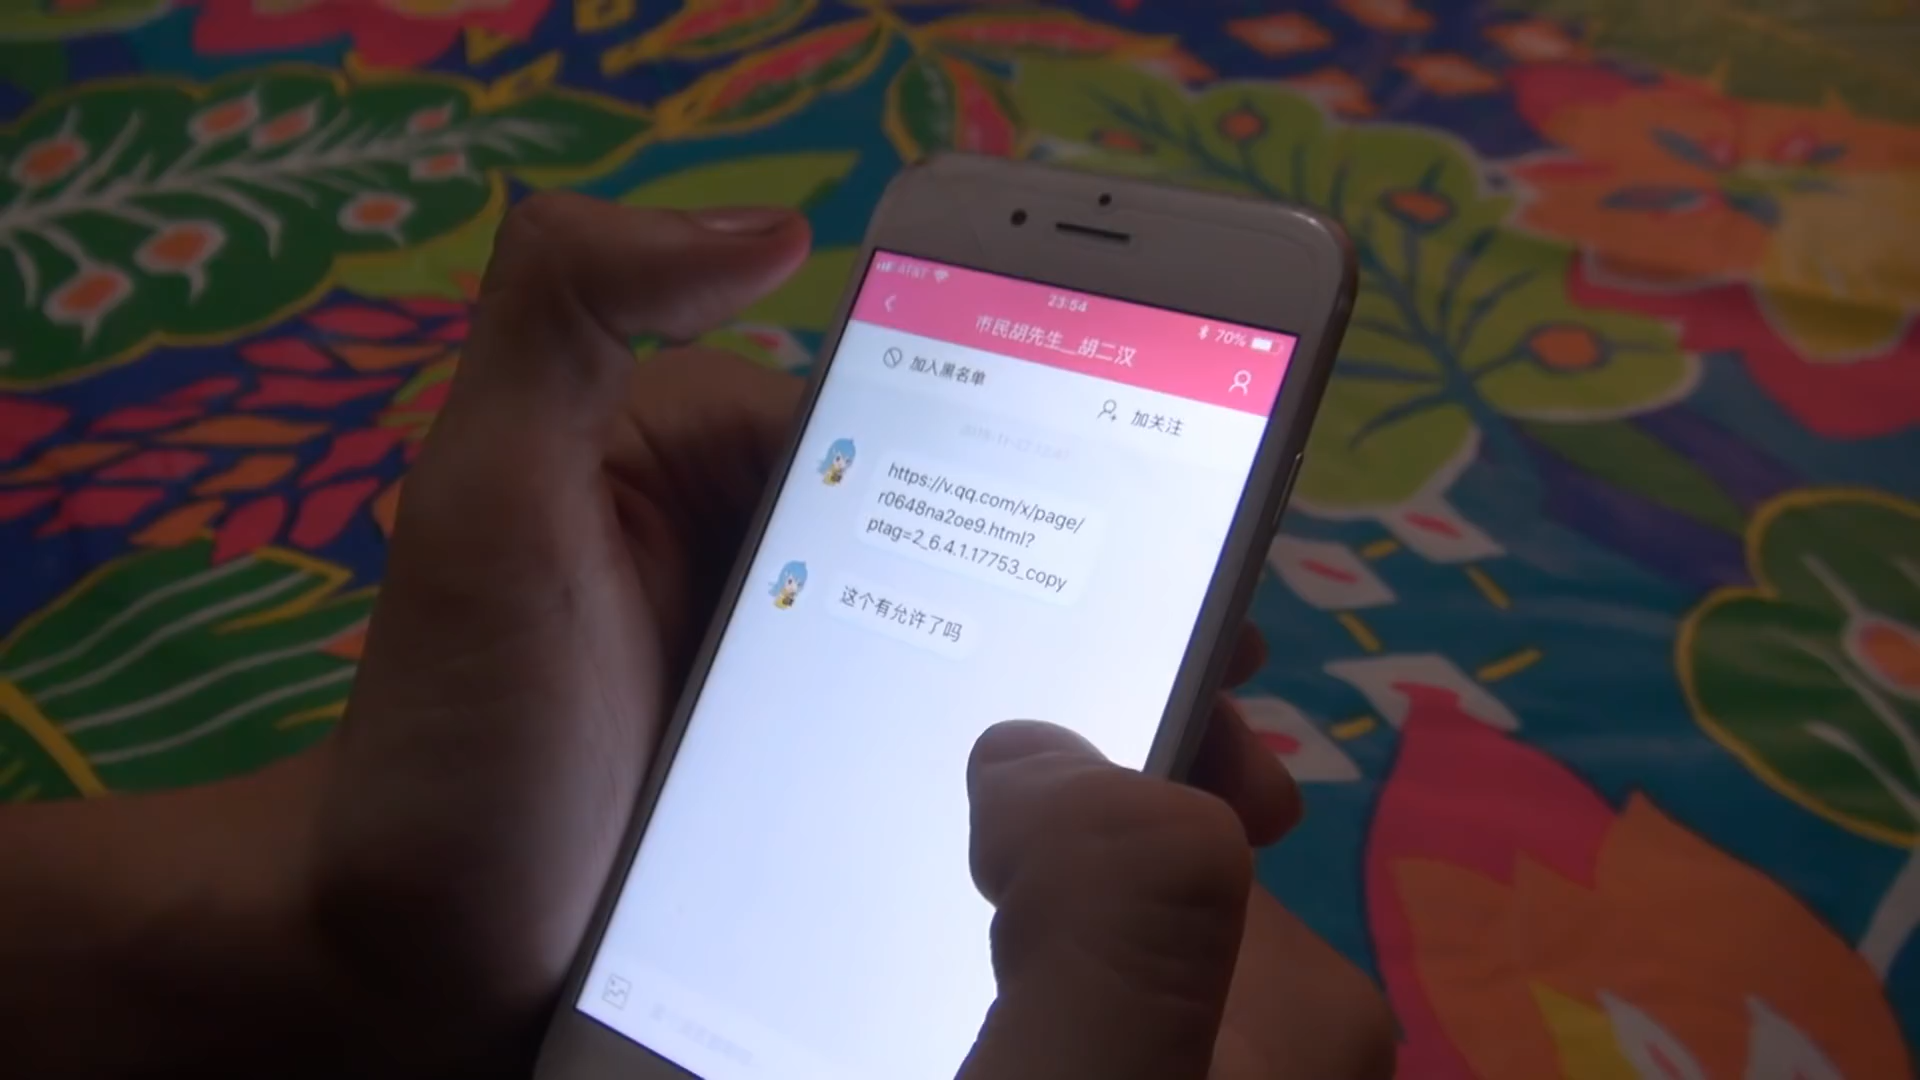 AT&T
23:54
70%
市民胡先生__胡二汉
加入黑名单
加关注
https://v.qq.com/x/page/
r0648na2oe9.html?
ptag=2_6.4.1.17753_copy
这个有允许了吗